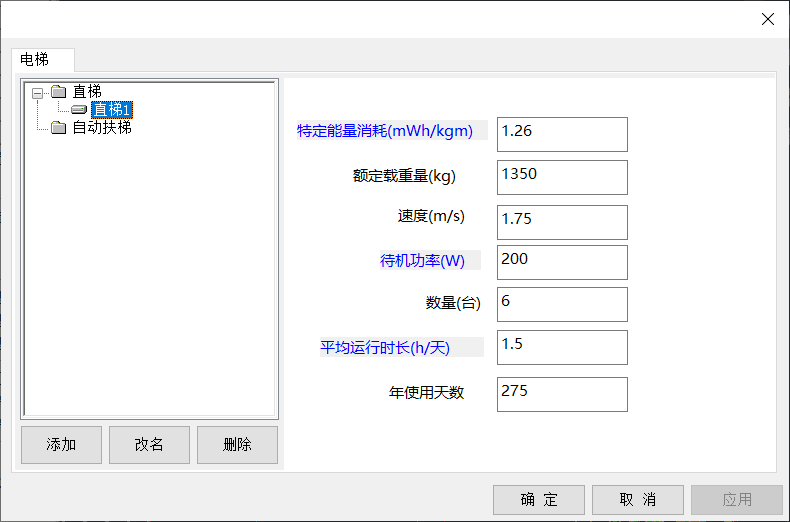 电梯
直梯
直梯1
自动扶梯
特定能量消耗(mWh/kgm) 1.26
额定载重量(kg) 1350
速度(m/s) 1.75
待机功率(W) 200
数量(台) 6
平均运行时长(h/天) 1.5
年使用天数 275
添加 改名 删除
确 定 取 消 应用